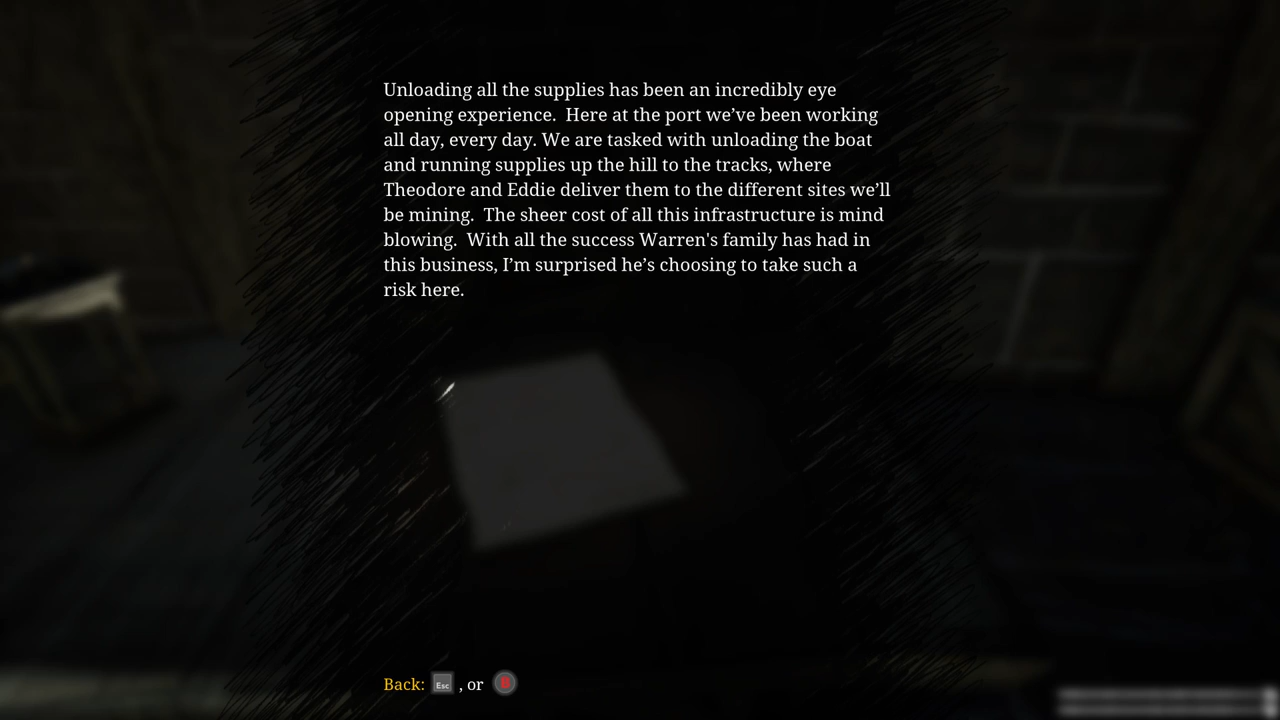 Unloading all the supplies has been an incredibly eye
opening experience.  Here at the port we’ve been working
all day, every day. We are tasked with unloading the boat
and running supplies up the hill to the tracks, where
Theodore and Eddie deliver them to the different sites we’ll
be mining.  The sheer cost of all this infrastructure is mind
blowing.  With all the success Warren's family has had in
this business, I’m surprised he’s choosing to take such a
risk here.
Back: Esc , or B